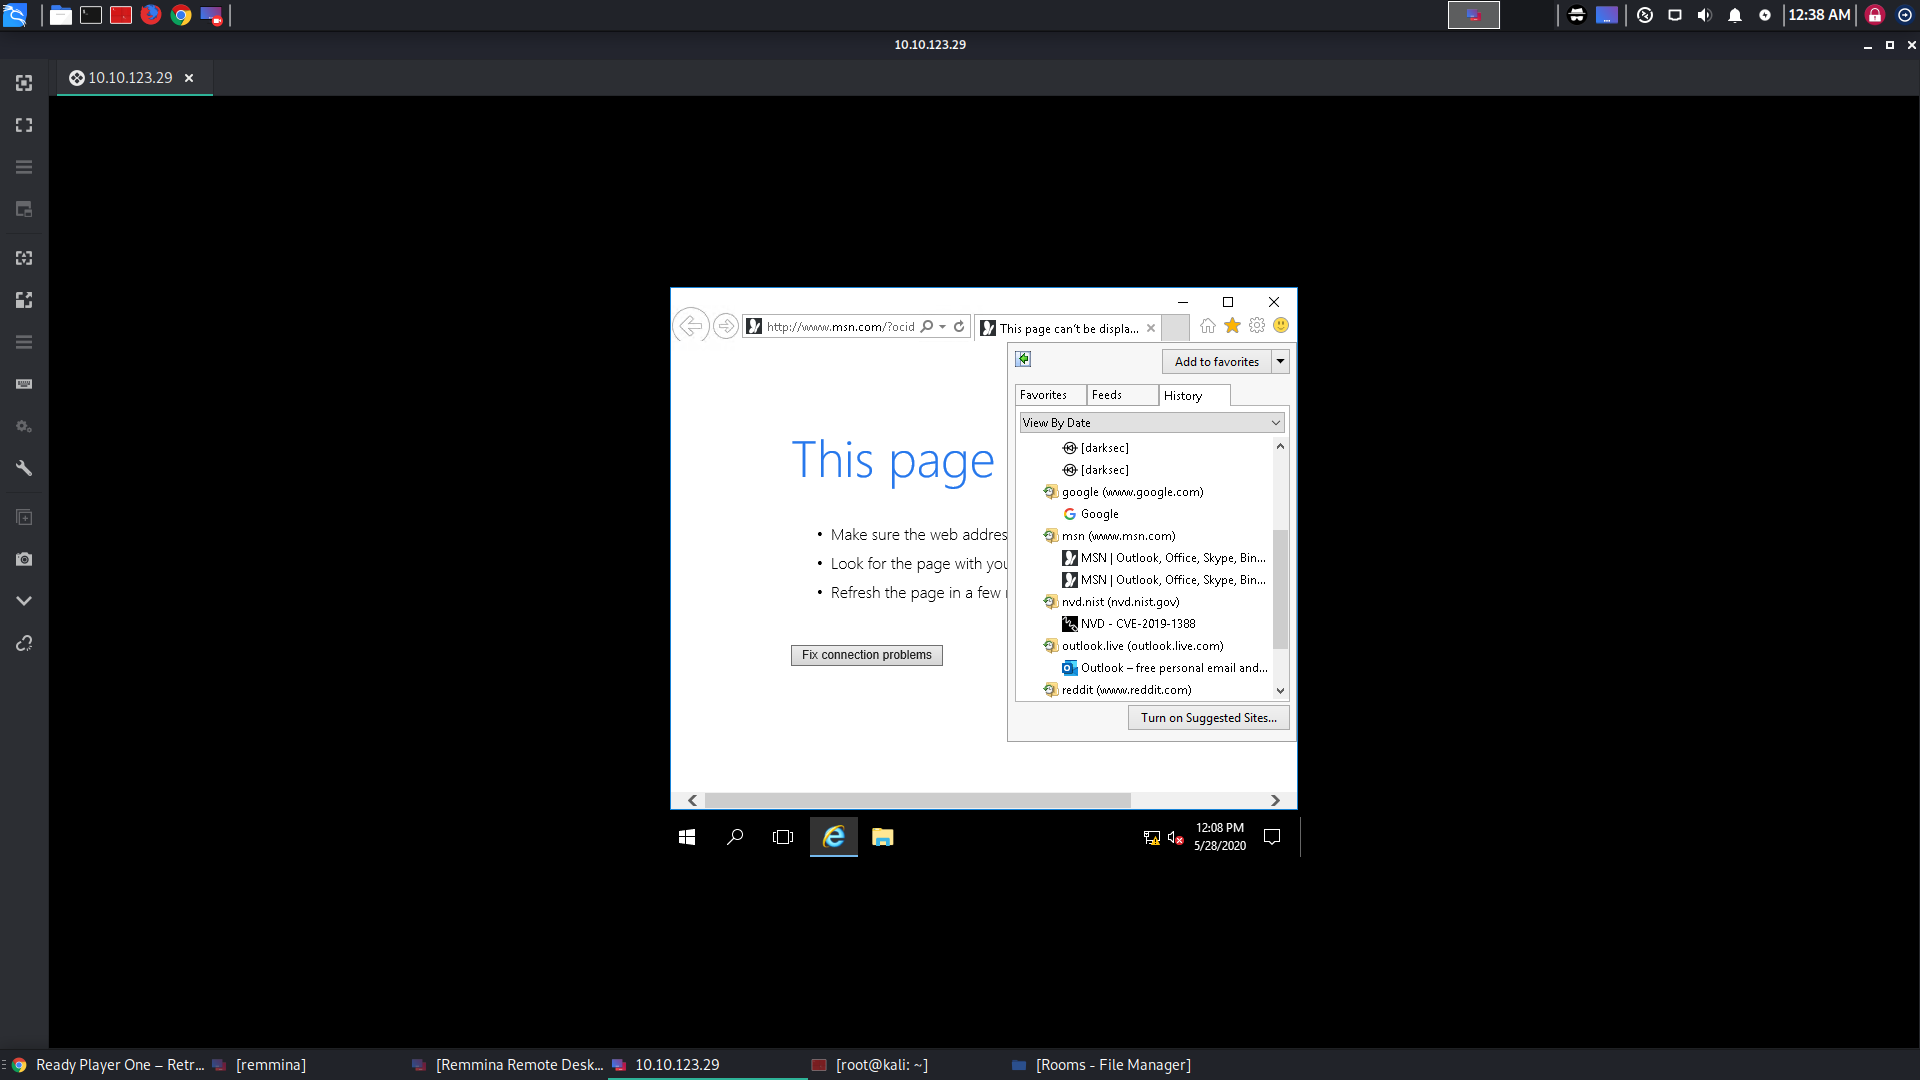 12:38 AM
10.10.123.29
10.10.123.29
http://www.msn.com/?ocid
This page can't be displa...
Add to favorites
Favorites
Feeds
History
View By Date
[darksec]
[darksec]
google (www.google.com)
Google
msn (www.msn.com)
MSN | Outlook, Office, Skype, Bin...
MSN | Outlook, Office, Skype, Bin...
nvd.nist (nvd.nist.gov)
NVD - CVE-2019-1388
outlook.live (outlook.live.com)
Outlook – free personal email and...
reddit (www.reddit.com)
Turn on Suggested Sites...
This page
• Make sure the web addres
• Look for the page with you
• Refresh the page in a few
Fix connection problems
12:08 PM
5/28/2020
Ready Player One – Retr...
[remmina]
[Remmina Remote Desk...
10.10.123.29
[root@kali: ~]
[Rooms - File Manager]